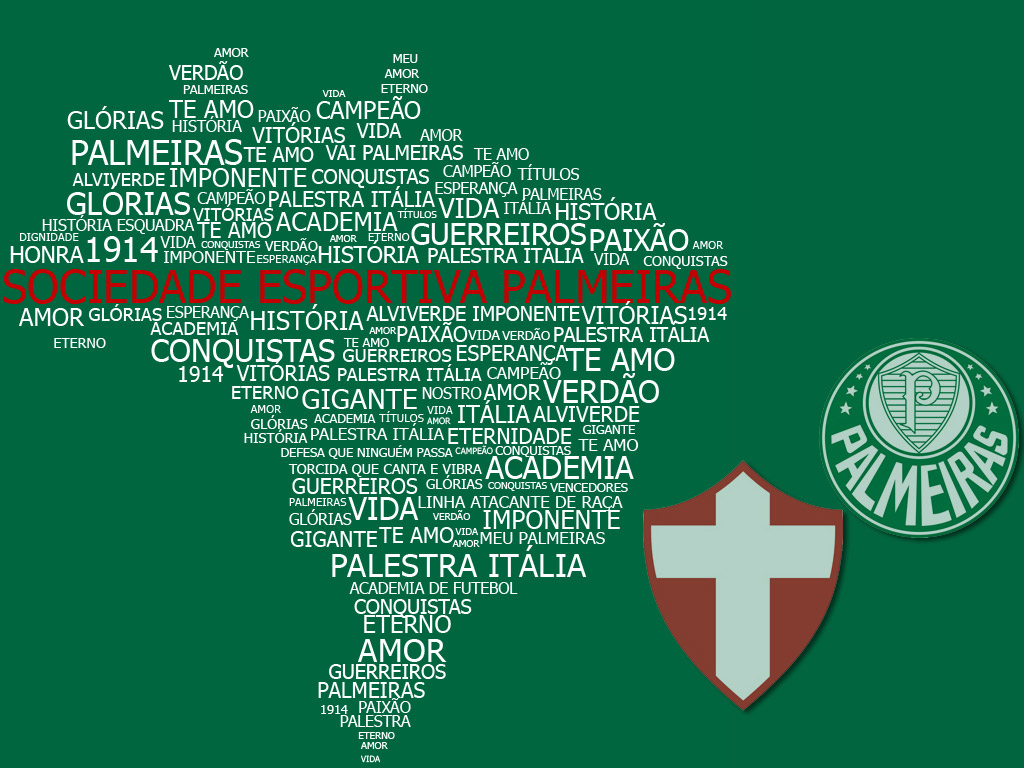 AMOR
MEU
VERDÃO
AMOR
PALMEIRAS
ETERNO
VIDA
GLÓRIAS TE AMO PAIXÃO CAMPEÃO
HISTÓRIA VITÓRIAS VIDA AMOR
PALMEIRAS TE AMO VAI PALMEIRAS TE AMO
ALVIVERDE IMPONENTE CONQUISTAS CAMPEÃO TÍTULOS
ESPERANÇA PALMEIRAS
GLORIAS CAMPEÃO PALESTRA ITÁLIA VIDA ITÁLIA HISTÓRIA
VITÓRIAS ACADEMIA TÍTULOS
HISTÓRIA ESQUADRA TE AMO GUERREIROS PAIXÃO
DIGNIDADE AMOR ETERNO AMOR
HONRA 1914 VIDA CONQUISTAS VERDÃO HISTÓRIA PALESTRA ITÁLIA VIDA CONQUISTAS
IMPONENTE ESPERANÇA
SOCIEDADE ESPORTIVA PALMEIRAS
AMOR GLÓRIAS ESPERANÇA HISTÓRIA ALVIVERDE IMPONENTE VITÓRIAS 1914
ACADEMIA AMOR PAIXÃO VIDA VERDÃO PALESTRA ITÁLIA
ETERNO CONQUISTAS TE AMO
GUERREIROS ESPERANÇA TE AMO
1914 VITÓRIAS PALESTRA ITÁLIA CAMPEÃO
ETERNO GIGANTE NOSTRO AMOR VERDÃO
AMOR ACADEMIA TÍTULOS VIDA AMOR ITÁLIA ALVIVERDE
GLÓRIAS GIGANTE
HISTÓRIA PALESTRA ITÁLIA ETERNIDADE TE AMO
DEFESA QUE NINGUÉM PASSA CAMPEÃO CONQUISTAS
TORCIDA QUE CANTA E VIBRA ACADEMIA
GUERREIROS GLÓRIAS CONQUISTAS VENCEDORES
PALMEIRAS VIDA LINHA ATACANTE DE RAÇA
GLÓRIAS VERDÃO IMPONENTE
GIGANTE TE AMO VIDA AMOR MEU PALMEIRAS
PALESTRA ITÁLIA
ACADEMIA DE FUTEBOL
CONQUISTAS
ETERNO
AMOR
GUERREIROS
PALMEIRAS
1914 PAIXÃO
PALESTRA
ETERNO
AMOR
VIDA
P
PALMEIRAS